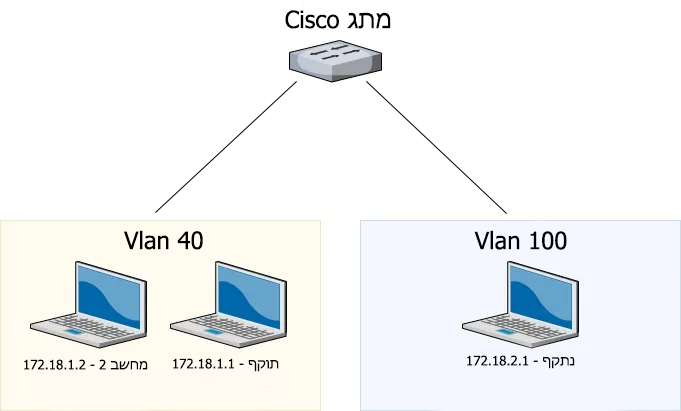 מתג Cisco
Vlan 40
Vlan 100
מחשב 2 - 172.18.1.2
תוקף - 172.18.1.1
נתקף - 172.18.2.1